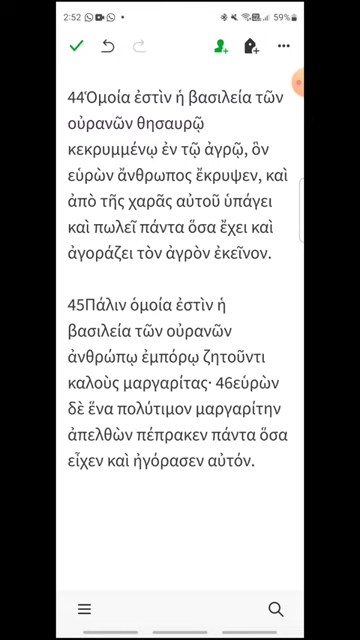 2:52
59%
44Ὁμοία ἐστὶν ἡ βασιλεία τῶν
οὐρανῶν θησαυρῷ
κεκρυμμένῳ ἐν τῷ ἀγρῷ, ὃν
εὑρὼν ἄνθρωπος ἔκρυψεν, καὶ
ἀπὸ τῆς χαρᾶς αὐτοῦ ὑπάγει
καὶ πωλεῖ πάντα ὅσα ἔχει καὶ
ἀγοράζει τὸν ἀγρὸν ἐκεῖνον.
45Πάλιν ὁμοία ἐστὶν ἡ
βασιλεία τῶν οὐρανῶν
ἀνθρώπῳ ἐμπόρῳ ζητοῦντι
καλοὺς μαργαρίτας· 46εὑρὼν
δὲ ἕνα πολύτιμον μαργαρίτην
ἀπελθὼν πέπρακεν πάντα ὅσα
εἶχεν καὶ ἠγόρασεν αὐτόν.